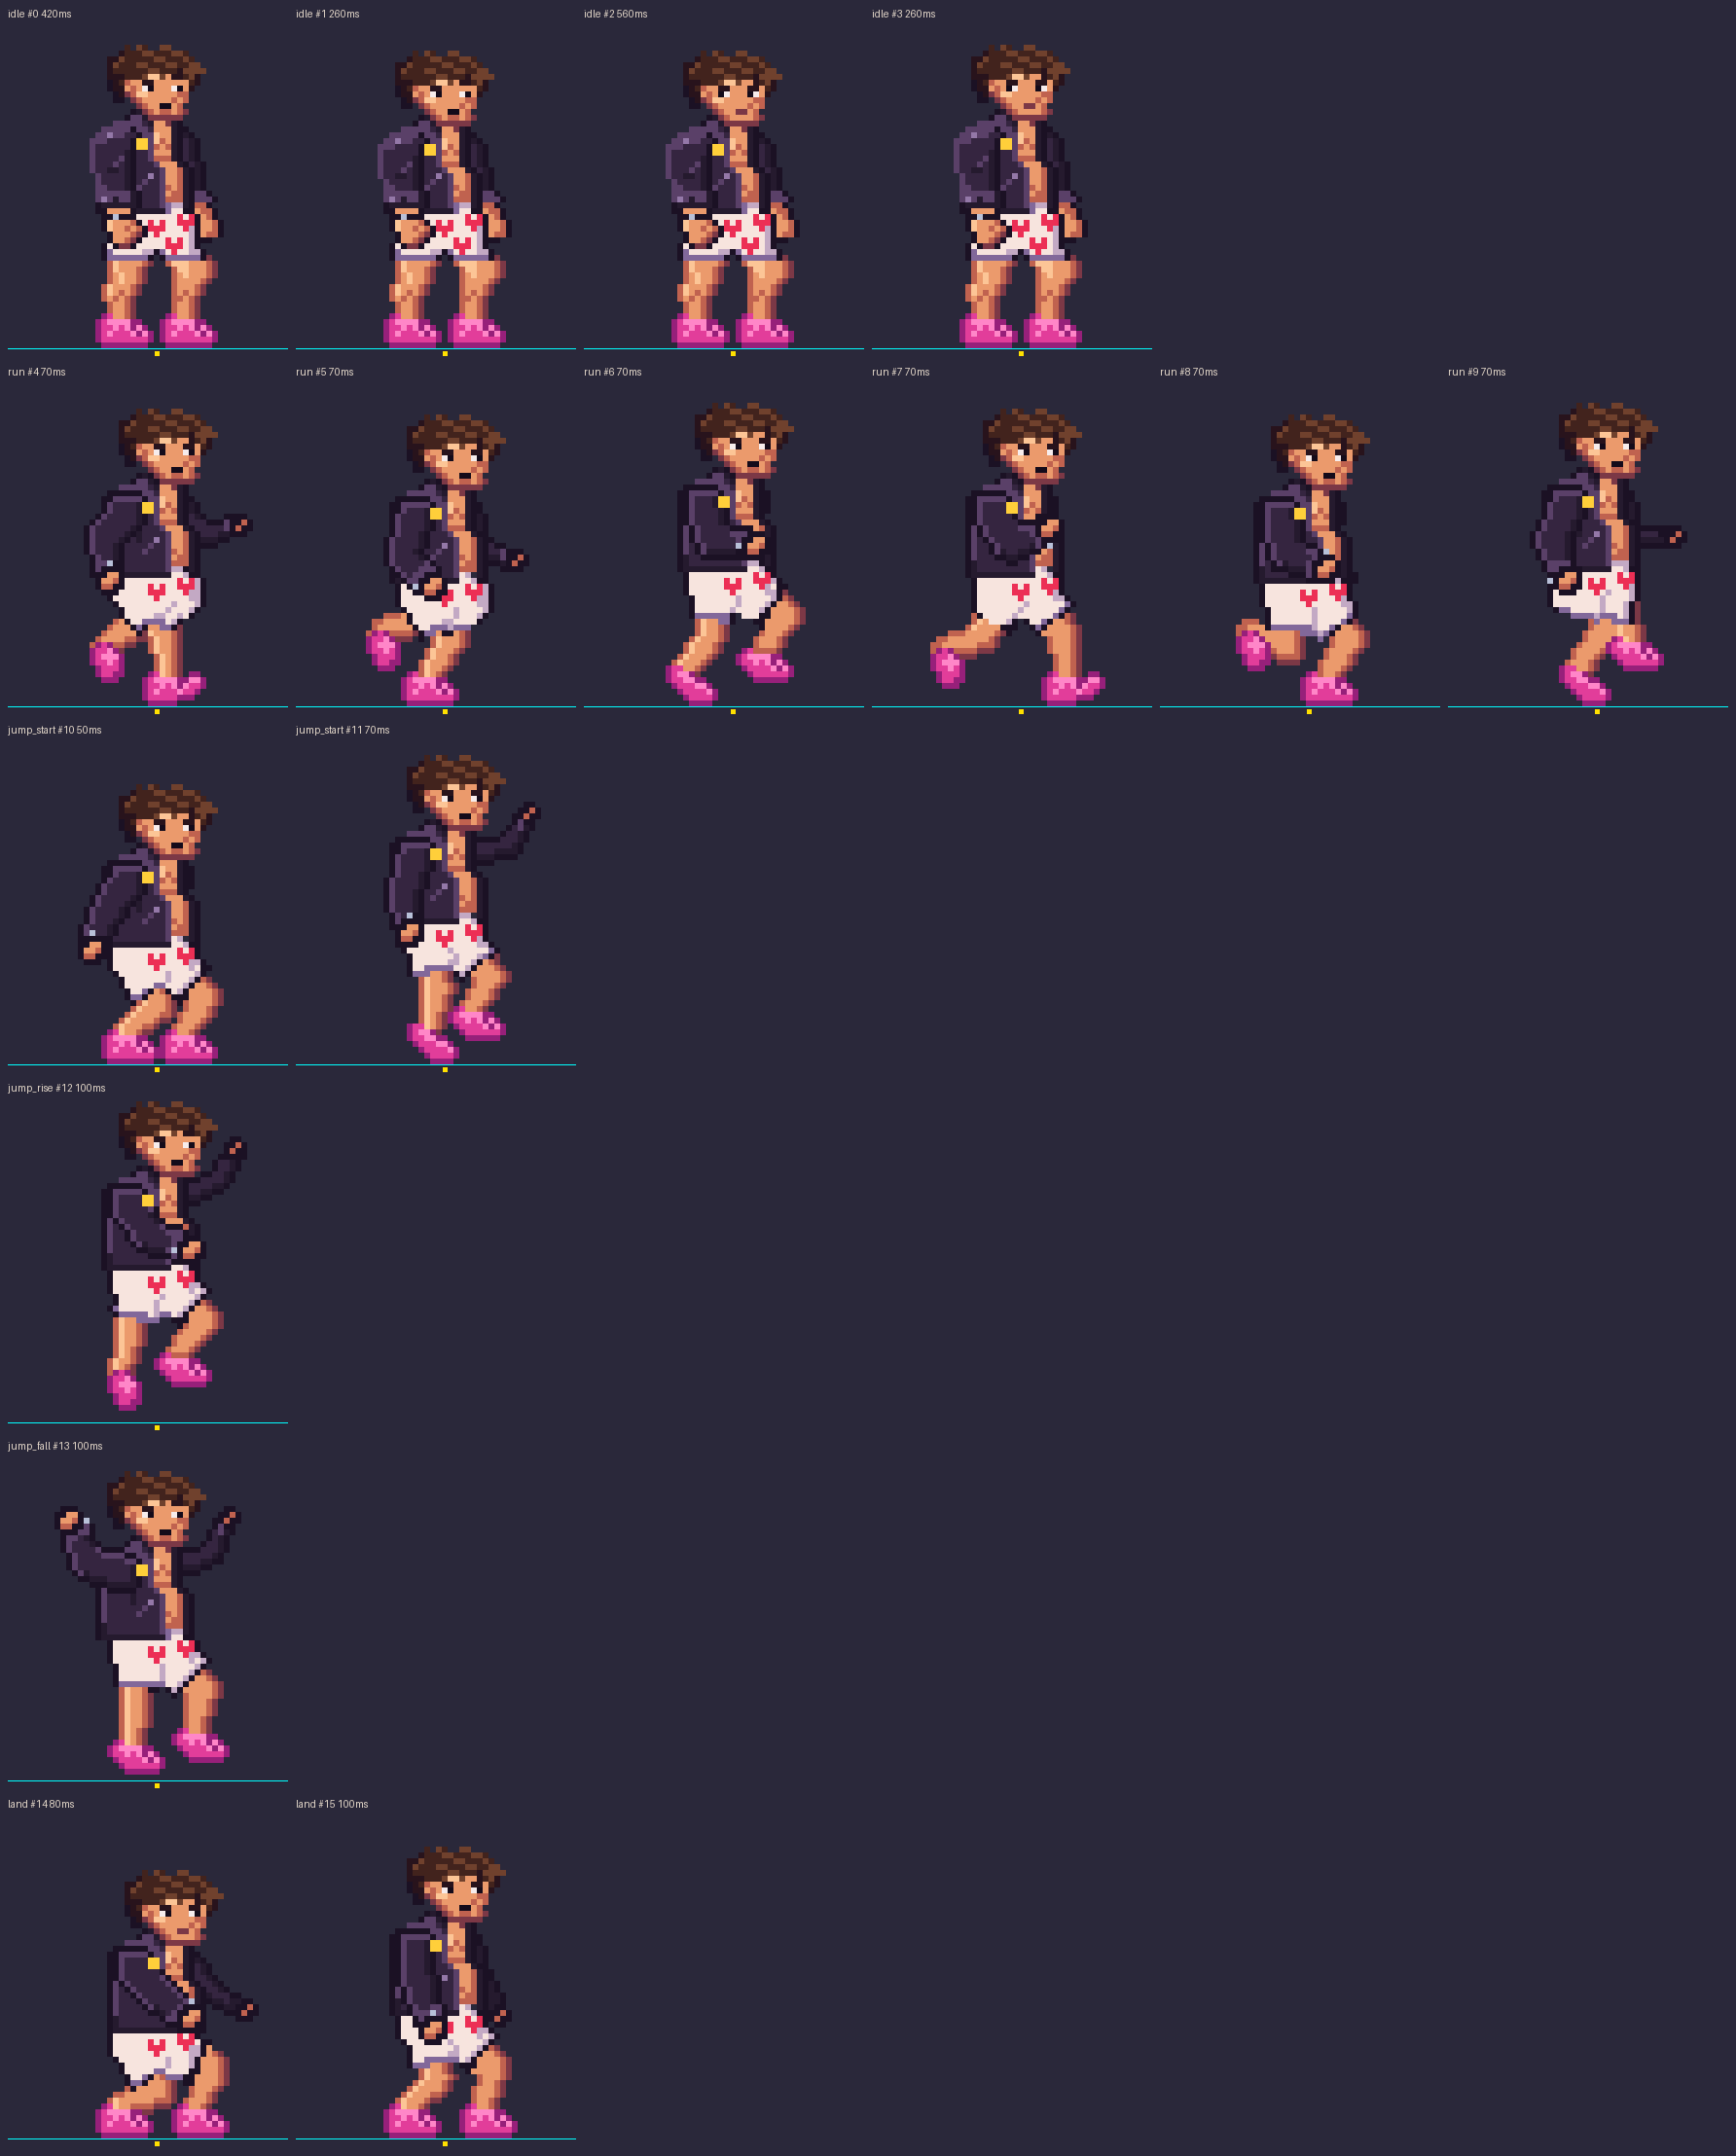 idle #0 420ms
idle #1 260ms
idle #2 560ms
idle #3 260ms
run #4 70ms
run #5 70ms
run #6 70ms
run #7 70ms
run #8 70ms
run #9 70ms
jump_start #10 50ms
jump_start #11 70ms
jump_rise #12 100ms
jump_fall #13 100ms
land #14 80ms
land #15 100ms